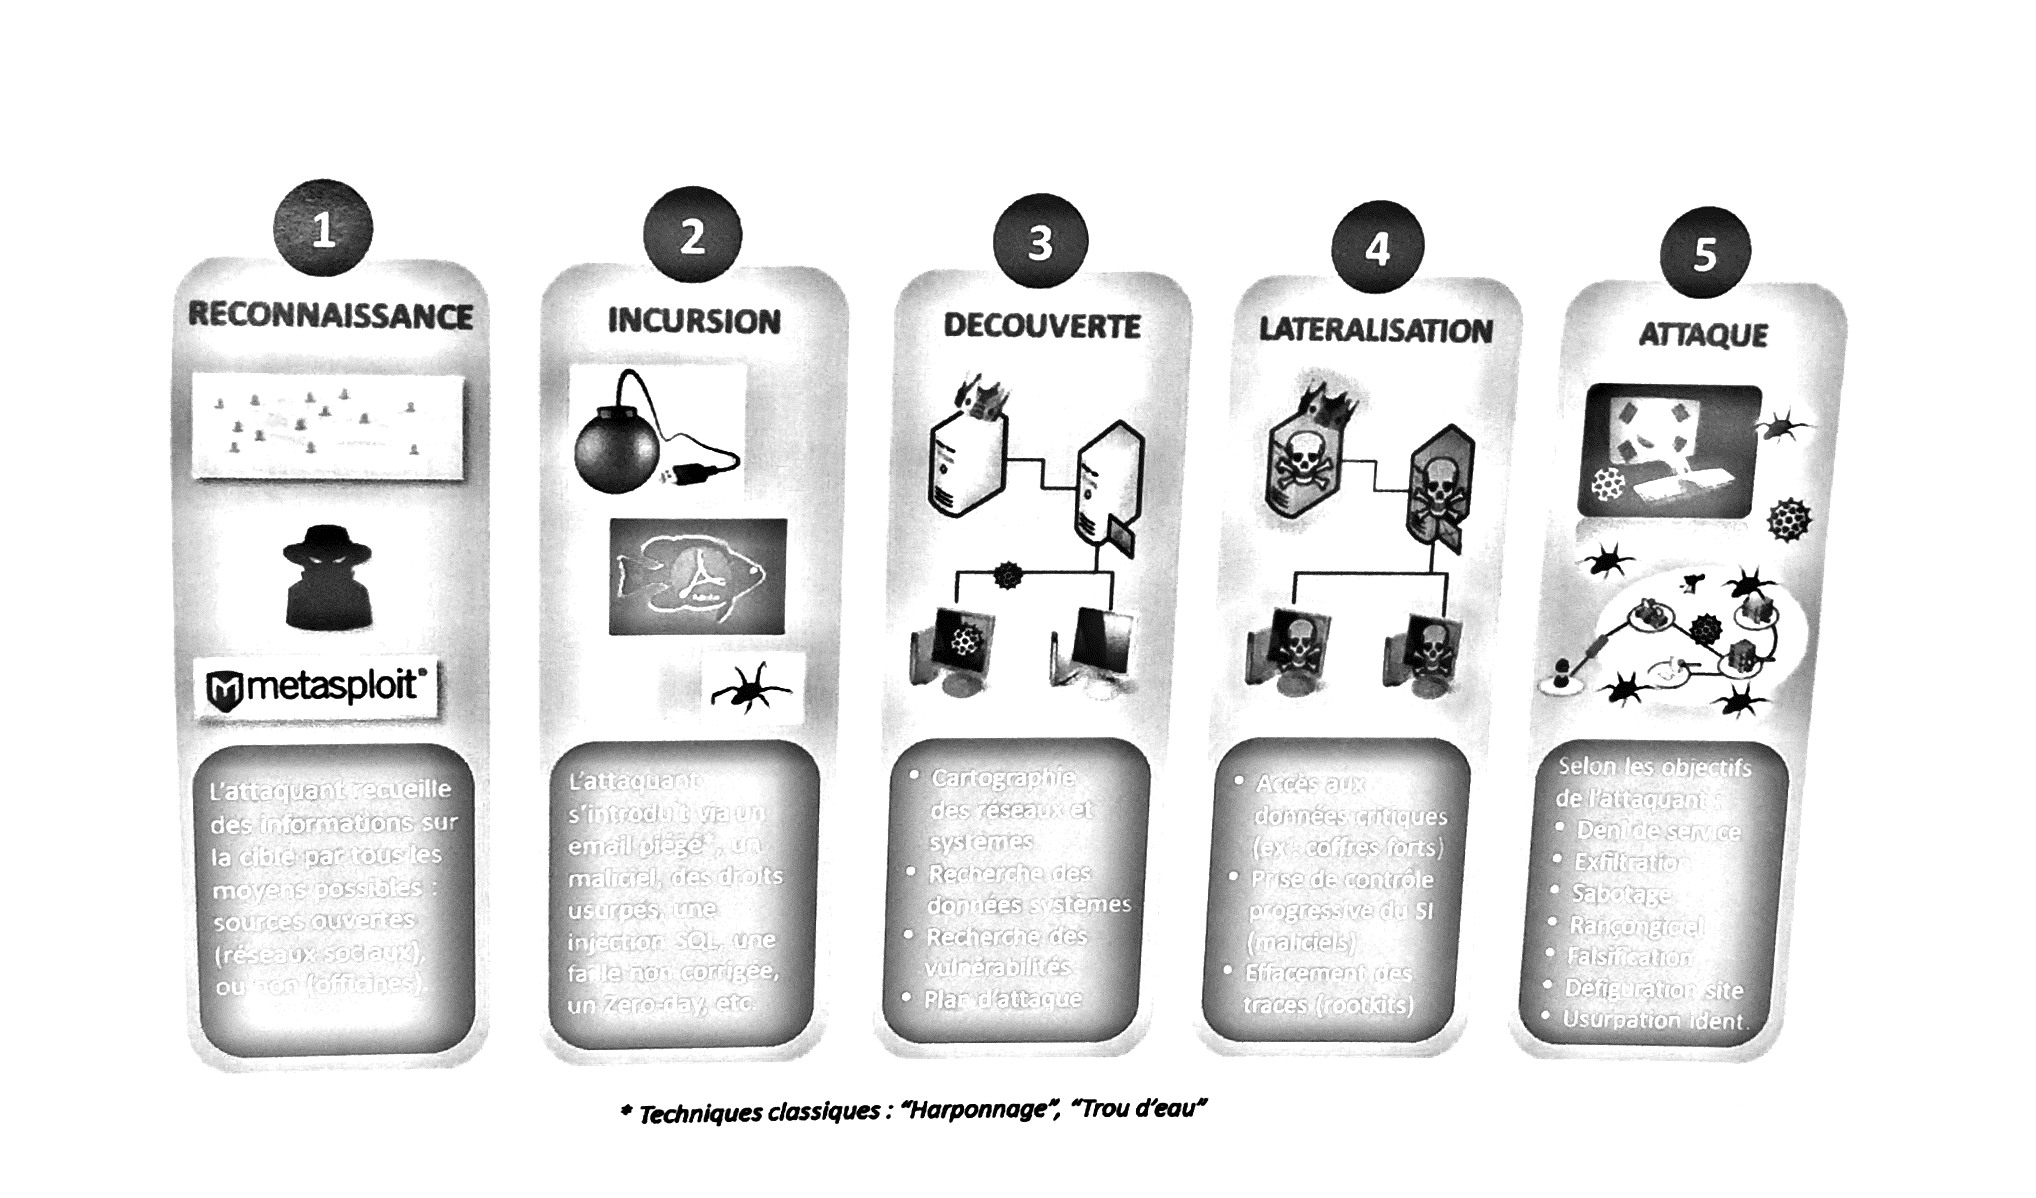 1
RECONNAISSANCE
metasploit®
L'attaquant recueille
des informations sur
la cible par tous les
moyens possibles :
sources ouvertes
(réseaux sociaux),
ou non (officines).
2
INCURSION
Adobe
L'attaquant
s'introduit via un
email piégé*, un
maliciel, des droits
usurpés, une
injection SQL, une
faille non corrigée,
un Zero-day, etc.
3
DECOUVERTE
• Cartographie
des réseaux et
systèmes
• Recherche des
données systèmes
• Recherche des
vulnérabilités
• Plan d'attaque
4
LATERALISATION
• Accès aux
données critiques
(ex : coffres forts)
• Prise de contrôle
progressive du SI
(maliciels)
• Effacement des
traces (rootkits)
5
ATTAQUE
Selon les objectifs
de l'attaquant :
• Deni de service
• Exfiltration
• Sabotage
• Rançongiciel
• Falsification
• Défiguration site
• Usurpation ident.
* Techniques classiques : "Harponnage", "Trou d'eau"